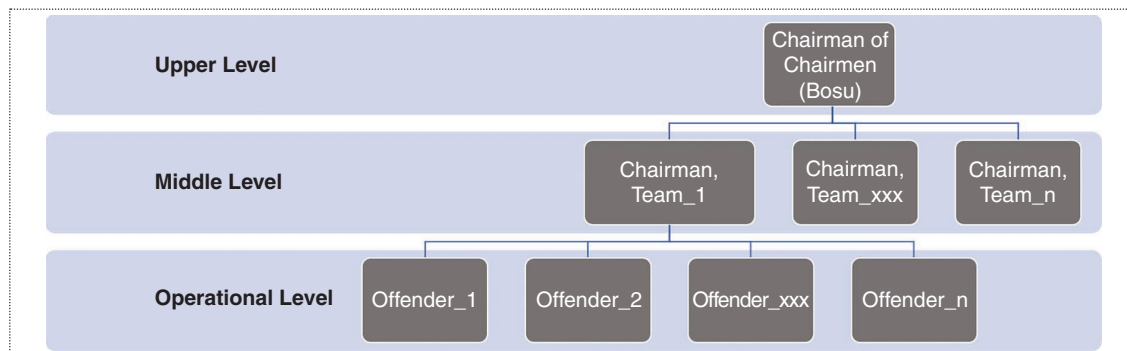 Upper Level
Chairman of
Chairmen
(Bosu)
Middle Level
Chairman,
Team_1
Chairman,
Team_xxx
Chairman,
Team_n
Operational Level
Offender_1
Offender_2
Offender_xxx
Offender_n